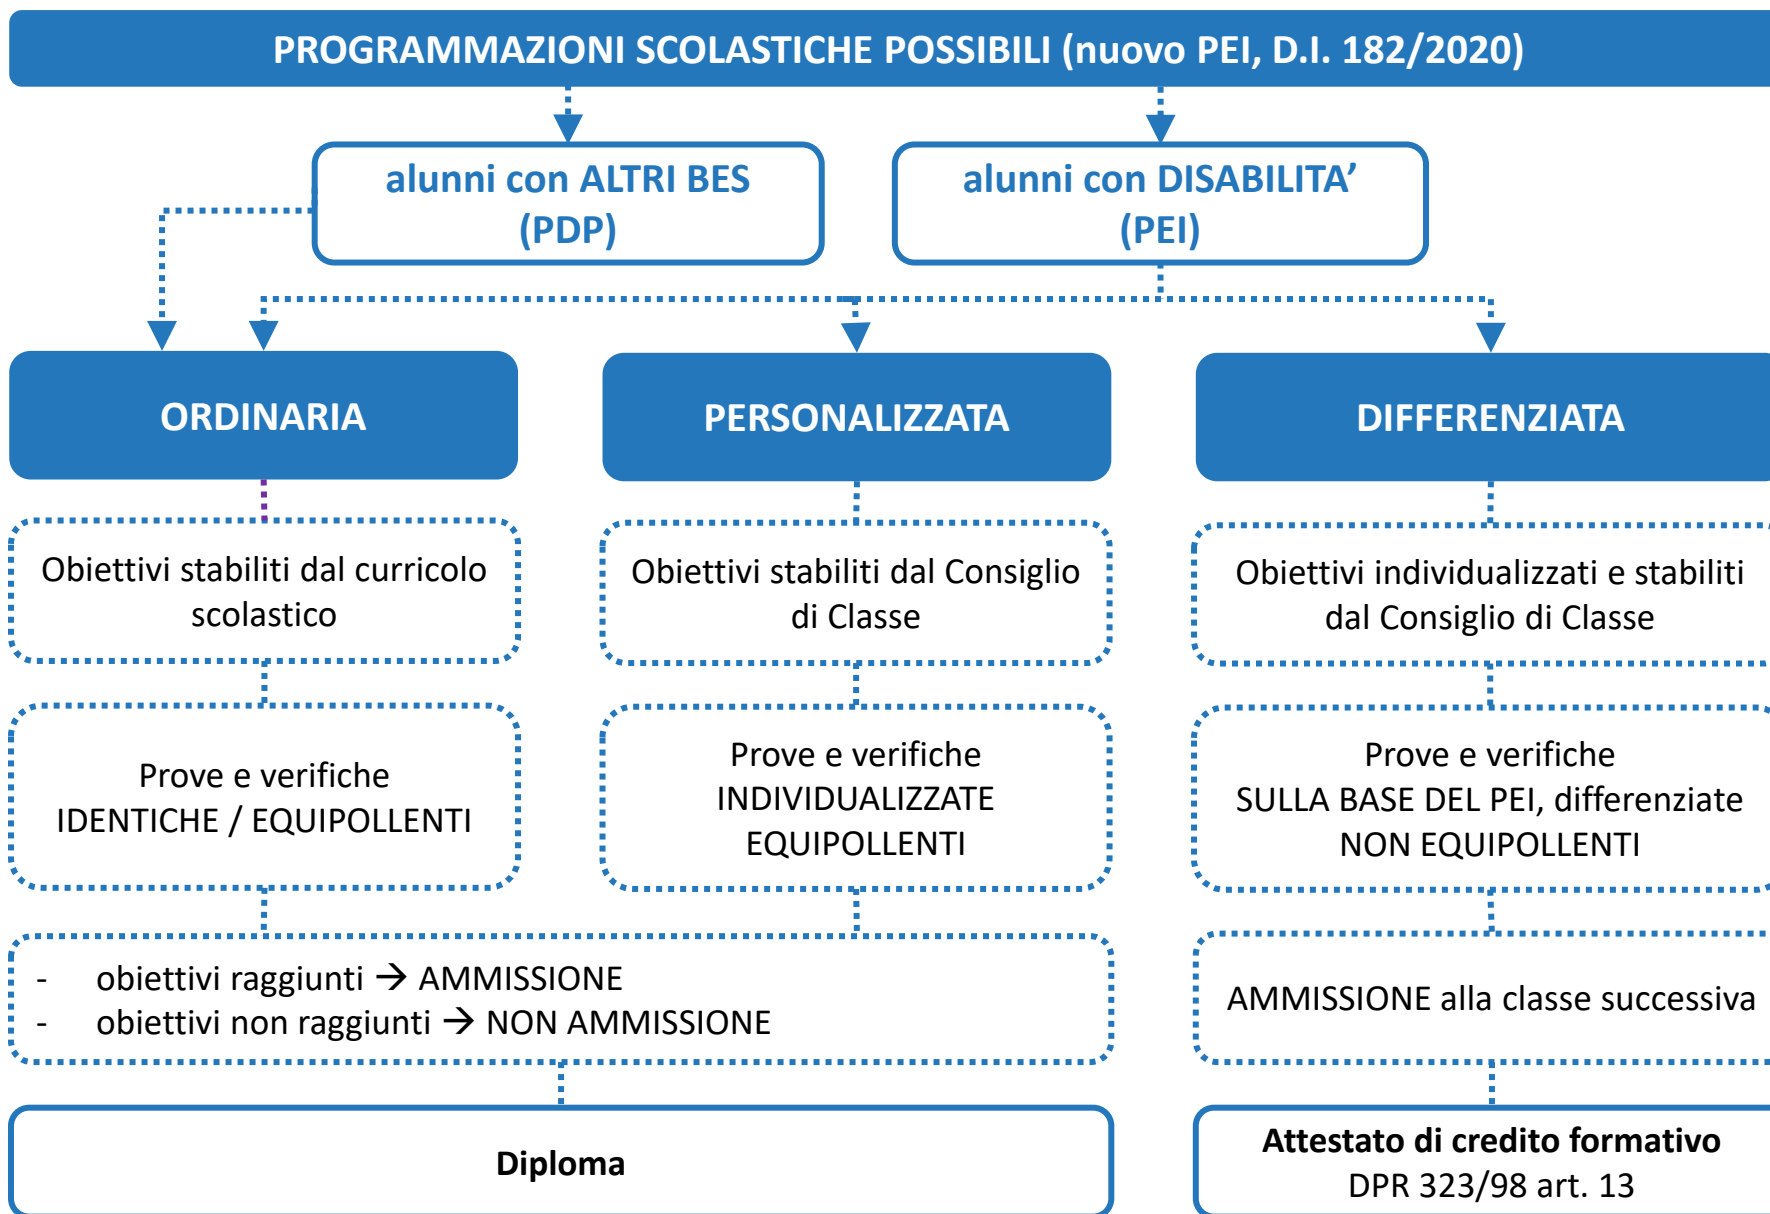 PROGRAMMAZIONI SCOLASTICHE POSSIBILI (nuovo PEI, D.I. 182/2020)
alunni con ALTRI BES
(PDP)
alunni con DISABILITA’
(PEI)
ORDINARIA
PERSONALIZZATA
DIFFERENZIATA
Obiettivi stabiliti dal curricolo
scolastico
Obiettivi stabiliti dal Consiglio
di Classe
Obiettivi individualizzati e stabiliti
dal Consiglio di Classe
Prove e verifiche
IDENTICHE / EQUIPOLLENTI
Prove e verifiche
INDIVIDUALIZZATE
EQUIPOLLENTI
Prove e verifiche
SULLA BASE DEL PEI, differenziate
NON EQUIPOLLENTI
- obiettivi raggiunti → AMMISSIONE
- obiettivi non raggiunti → NON AMMISSIONE
AMMISSIONE alla classe successiva
Diploma
Attestato di credito formativo
DPR 323/98 art. 13